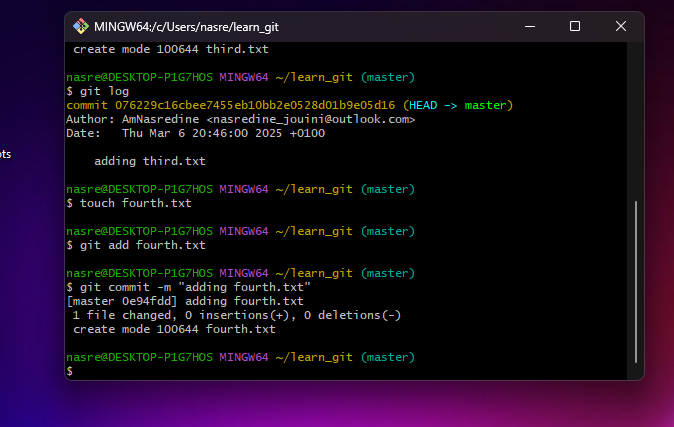 MINGW64:/c/Users/nasre/learn_git
create mode 100644 third.txt
nasre@DESKTOP-P1G7HOS MINGW64 ~/learn_git (master)
$ git log
commit 076229c16cbee7455eb10bb2e0528d01b9e05d16 (HEAD -> master)
Author: AmNasredine <nasredine_jouini@outlook.com>
Date:   Thu Mar 6 20:46:00 2025 +0100
adding third.txt
nasre@DESKTOP-P1G7HOS MINGW64 ~/learn_git (master)
$ touch fourth.txt
nasre@DESKTOP-P1G7HOS MINGW64 ~/learn_git (master)
$ git add fourth.txt
nasre@DESKTOP-P1G7HOS MINGW64 ~/learn_git (master)
$ git commit -m "adding fourth.txt"
[master 0e94fdd] adding fourth.txt
1 file changed, 0 insertions(+), 0 deletions(-)
create mode 100644 fourth.txt
nasre@DESKTOP-P1G7HOS MINGW64 ~/learn_git (master)
$